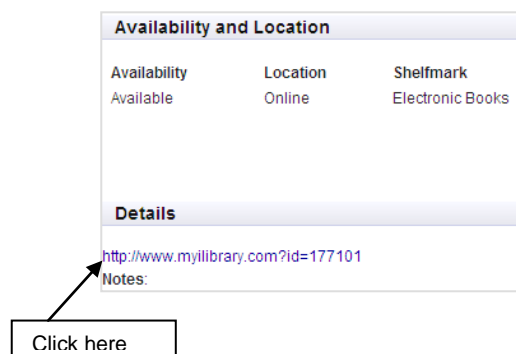 Availability and Location
Availability Location Shelfmark
Available Online Electronic Books
Details
http://www.myilibrary.com?id=177101
Notes:
Click here